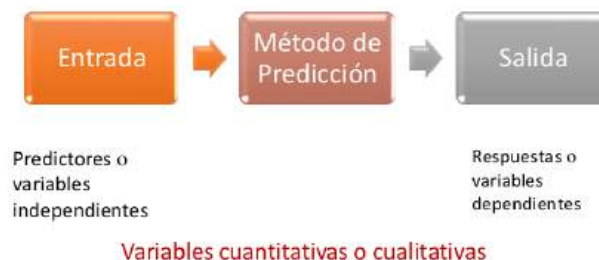 Entrada
Método de
Predicción
Salida
Predictores o
variables
independientes
Respuestas o
variables
dependientes
Variables cuantitativas o cualitativas